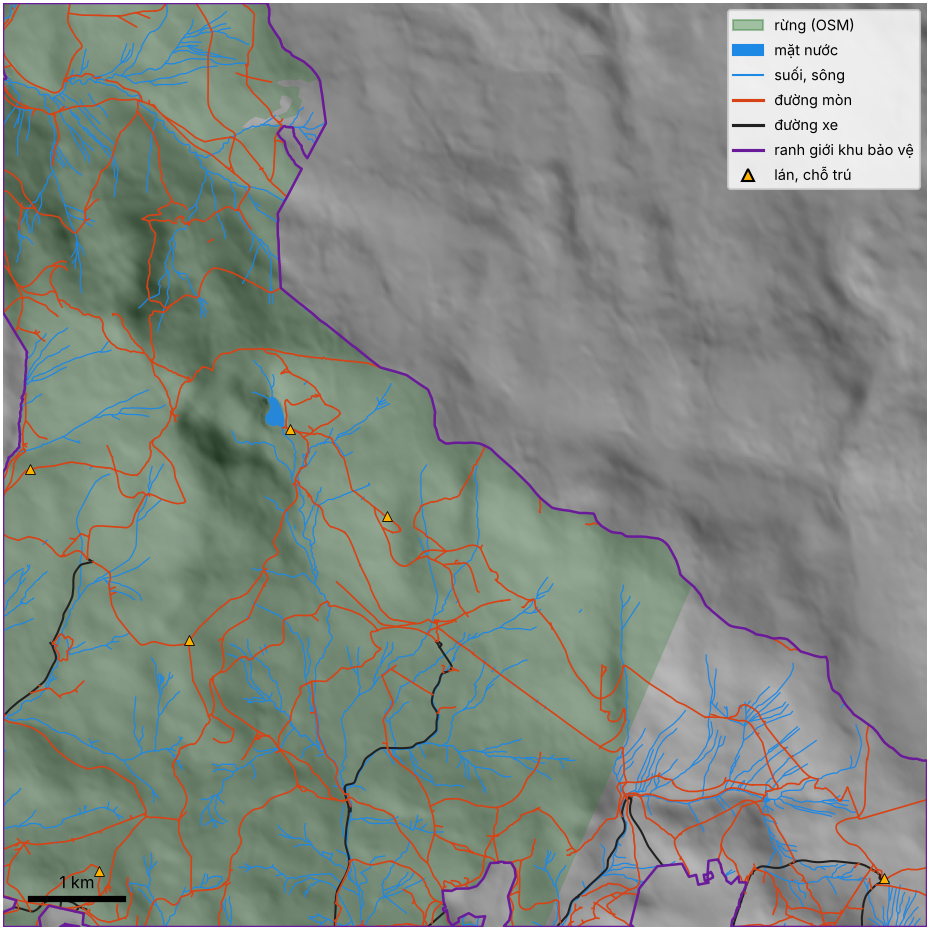 rừng (OSM)
mặt nước
suối, sông
đường mòn
đường xe
ranh giới khu bảo vệ
lán, chỗ trú
1 km